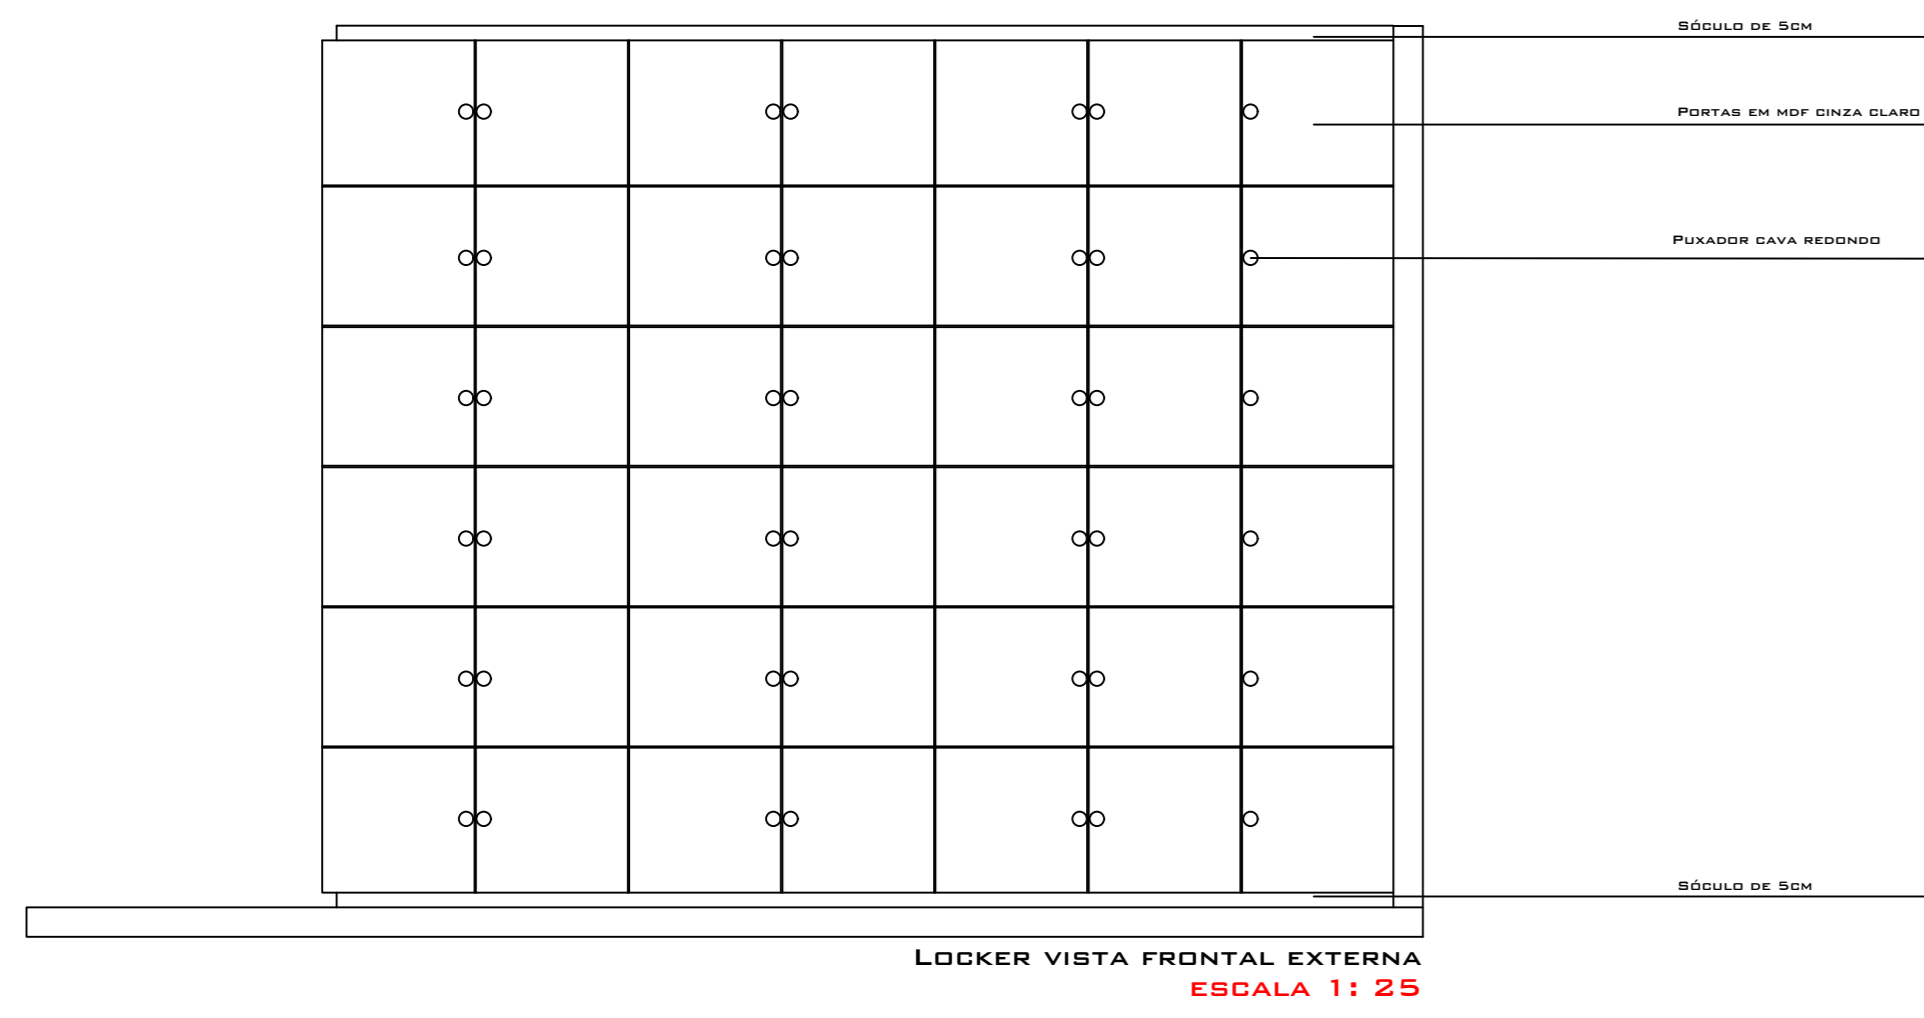 Sóculo de 5cm
Portas em mdf cinza claro
Puxador cava redondo
Sóculo de 5cm
Locker vista frontal externa
escala 1: 25